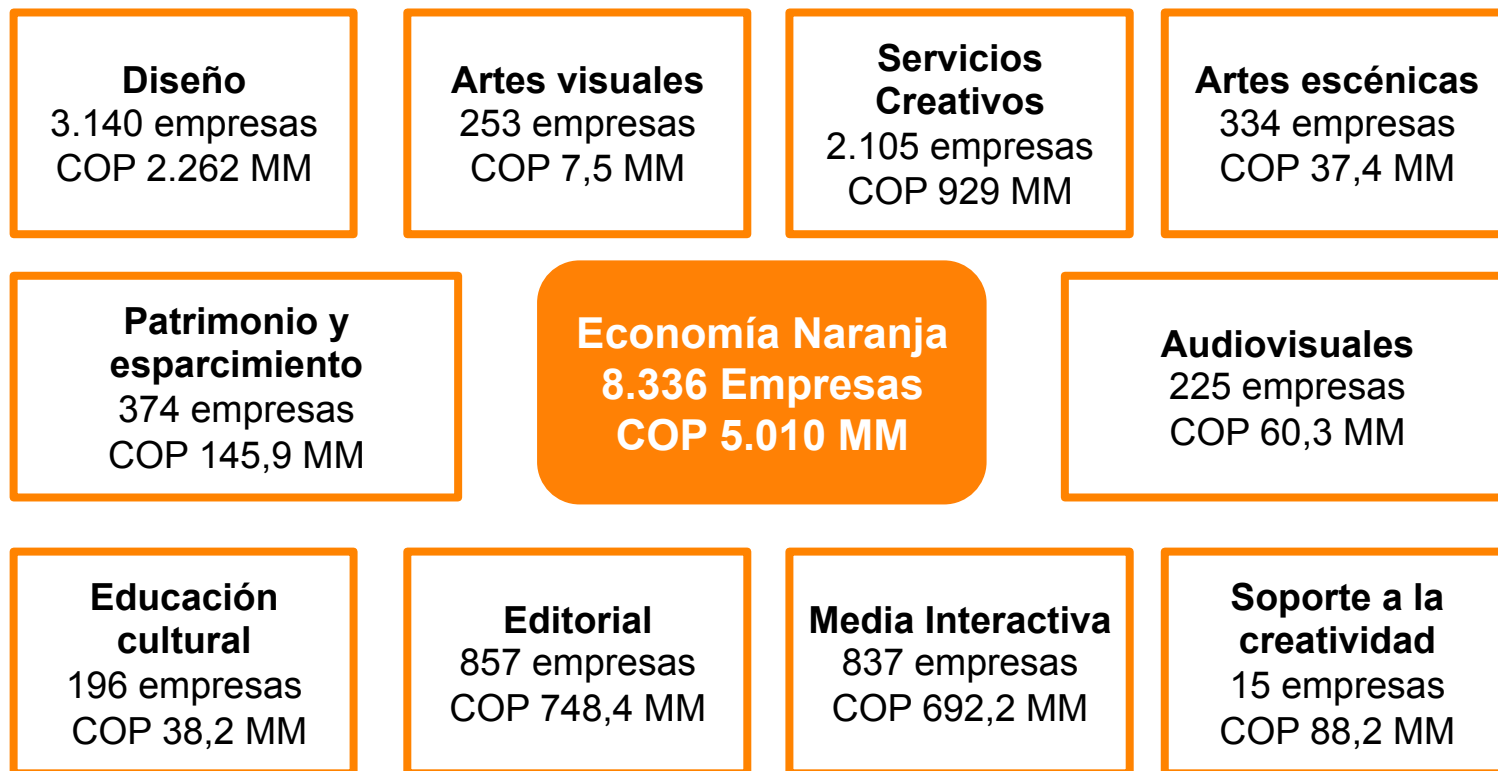 Diseño
3.140 empresas
COP 2.262 MM
Artes visuales
253 empresas
COP 7,5 MM
Servicios
Creativos
2.105 empresas
COP 929 MM
Artes escénicas
334 empresas
COP 37,4 MM
Patrimonio y
esparcimiento
374 empresas
COP 145,9 MM
Economía Naranja
8.336 Empresas
COP 5.010 MM
Audiovisuales
225 empresas
COP 60,3 MM
Educación
cultural
196 empresas
COP 38,2 MM
Editorial
857 empresas
COP 748,4 MM
Media Interactiva
837 empresas
COP 692,2 MM
Soporte a la
creatividad
15 empresas
COP 88,2 MM